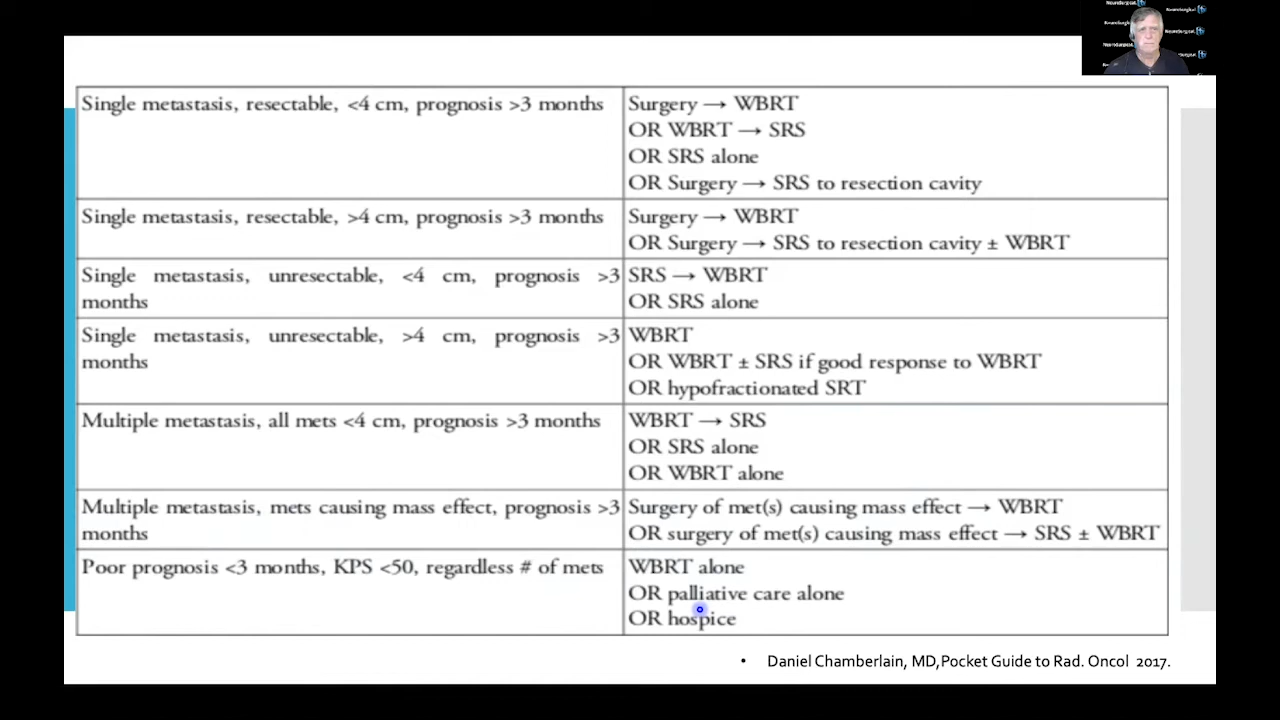 Single metastasis, resectable, <4 cm, prognosis >3 months
Surgery → WBRT
OR WBRT → SRS
OR SRS alone
OR Surgery → SRS to resection cavity
Single metastasis, resectable, >4 cm, prognosis >3 months
Surgery → WBRT
OR Surgery → SRS to resection cavity ± WBRT
Single metastasis, unresectable, <4 cm, prognosis >3
months
SRS → WBRT
OR SRS alone
Single metastasis, unresectable, >4 cm, prognosis >3
months
WBRT
OR WBRT ± SRS if good response to WBRT
OR hypofractionated SRT
Multiple metastasis, all mets <4 cm, prognosis >3 months
WBRT → SRS
OR SRS alone
OR WBRT alone
Multiple metastasis, mets causing mass effect, prognosis >3
months
Surgery of met(s) causing mass effect → WBRT
OR surgery of met(s) causing mass effect → SRS ± WBRT
Poor prognosis <3 months, KPS <50, regardless # of mets
WBRT alone
OR palliative care alone
OR hospice
• Daniel Chamberlain, MD,Pocket Guide to Rad. Oncol 2017.